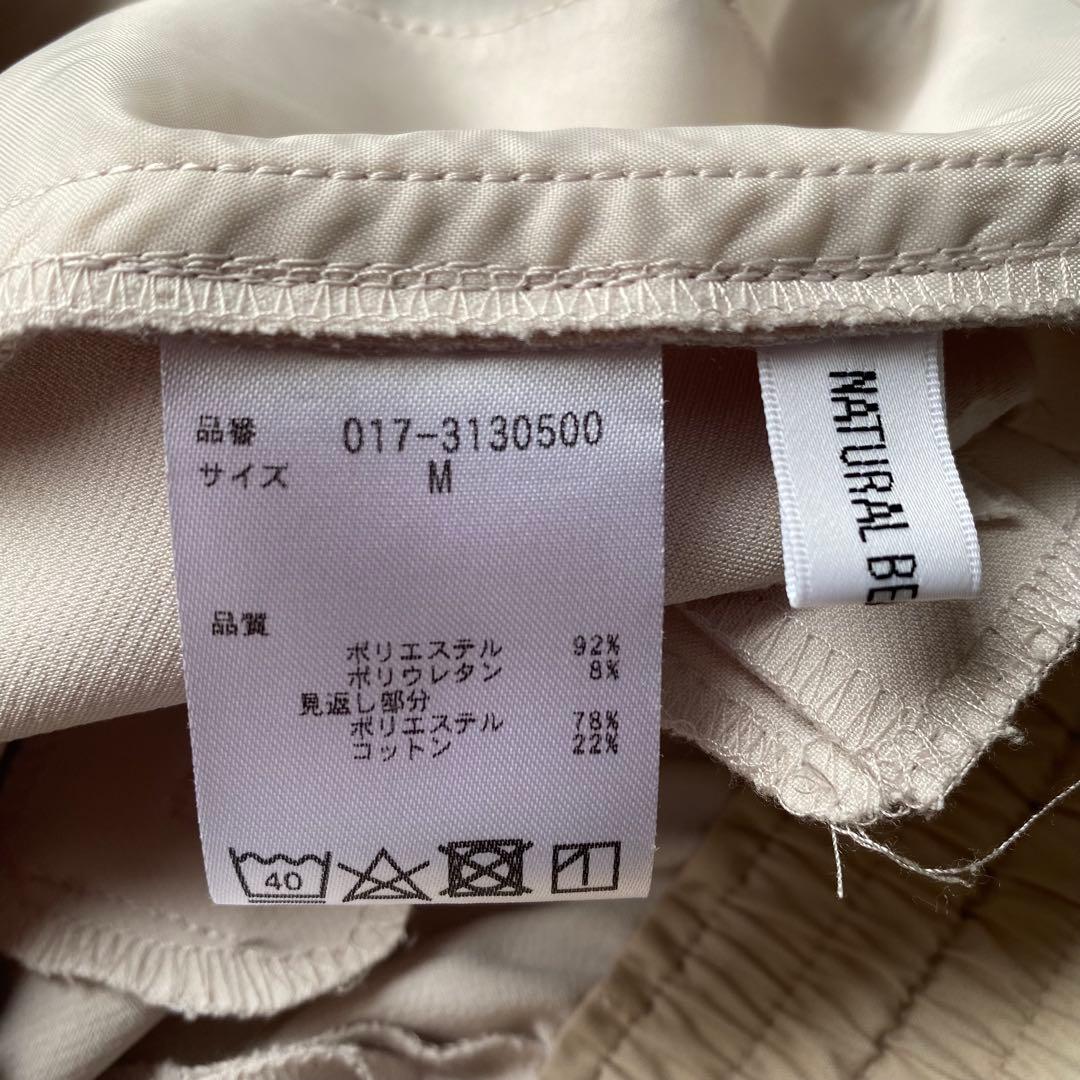 品番 017-3130500
サイズ M
品質
ポリエステル 92%
ポリウレタン 8%
見返し部分
ポリエステル 78%
コットン 22%
40
NATURAL